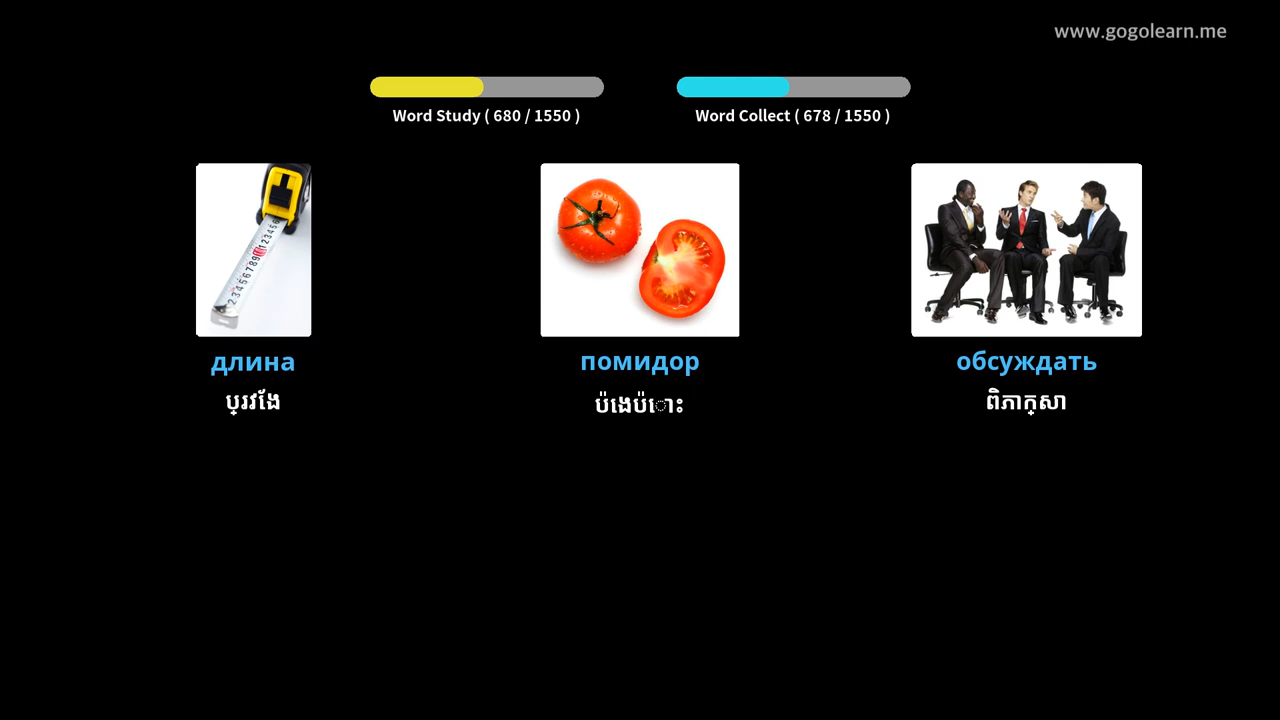 www.gogolearn.me
Word Study ( 680 / 1550 )
Word Collect ( 678 / 1550 )
длина
помидор
обсуждать
ប្រវែង
ប៉េងប៉ោះ
ពិភាក្សា